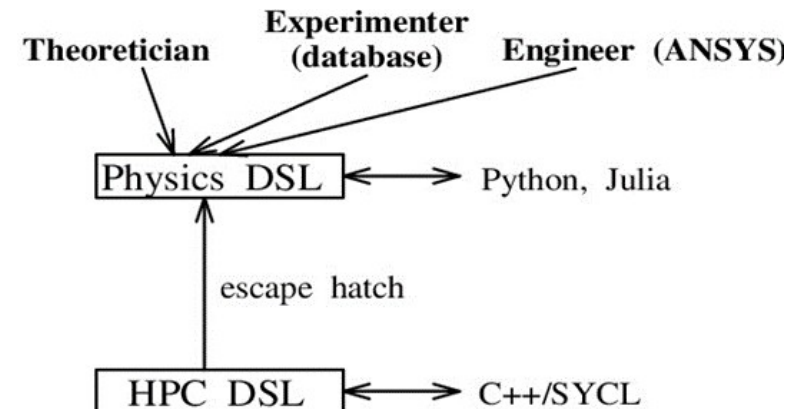 Theoretician
Experimenter
(database)
Engineer (ANSYS)
Physics DSL
Python, Julia
escape hatch
HPC DSL
C++/SYCL